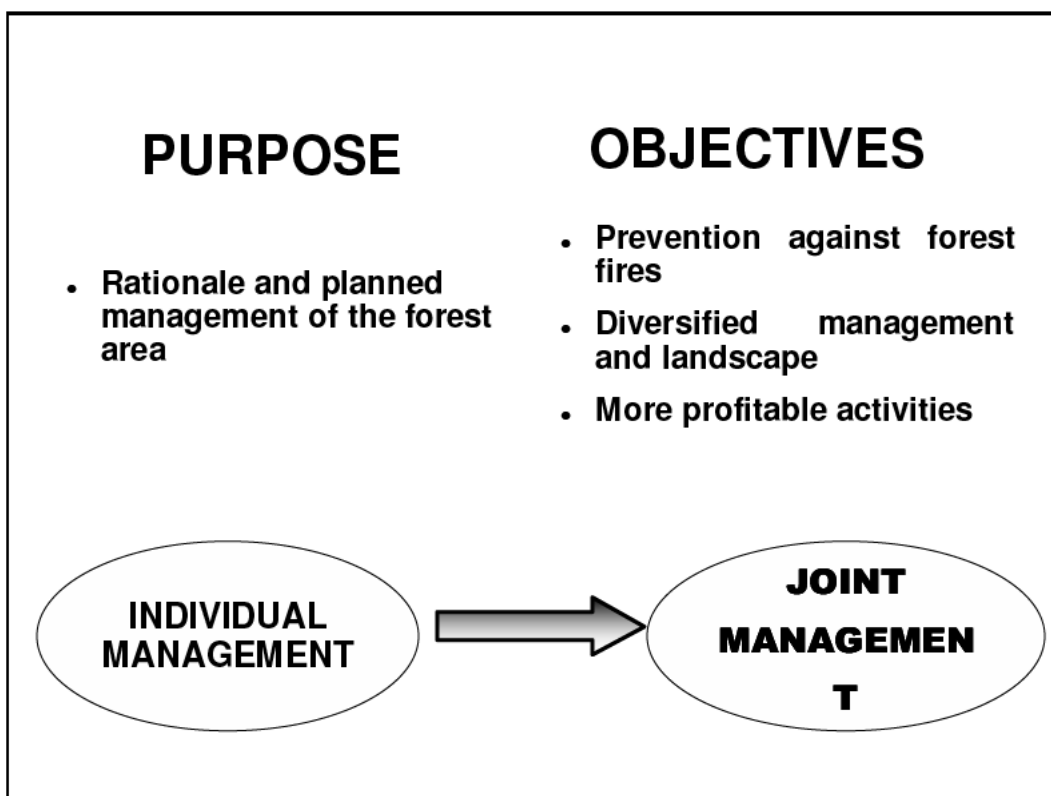 PURPOSE
• Rationale and planned
management of the forest
area
OBJECTIVES
• Prevention against forest
fires
• Diversified management
and landscape
• More profitable activities
INDIVIDUAL
MANAGEMENT
JOINT
MANAGEMEN
T